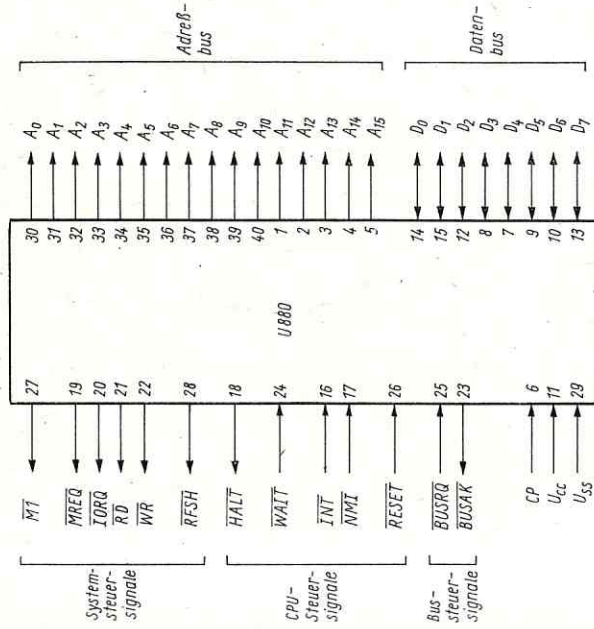 System-
steuer-
signale
M1
MREQ
IORQ
RD
WR
RFSH
CPU-
Steuer-
signale
HALT
WAIT
INT
NMI
RESET
Bus-
steuer-
signale
BUSRQ
BUSAK
CP
U_CC
U_SS
27
19
20
21
22
28
18
24
16
17
26
25
23
6
11
29
U880
30
31
32
33
34
35
36
37
38
39
40
1
2
3
4
5
14
15
12
8
7
9
10
13
A0
A1
A2
A3
A4
A5
A6
A7
A8
A9
A10
A11
A12
A13
A14
A15
D0
D1
D2
D3
D4
D5
D6
D7
Adreß-
bus
Daten-
bus